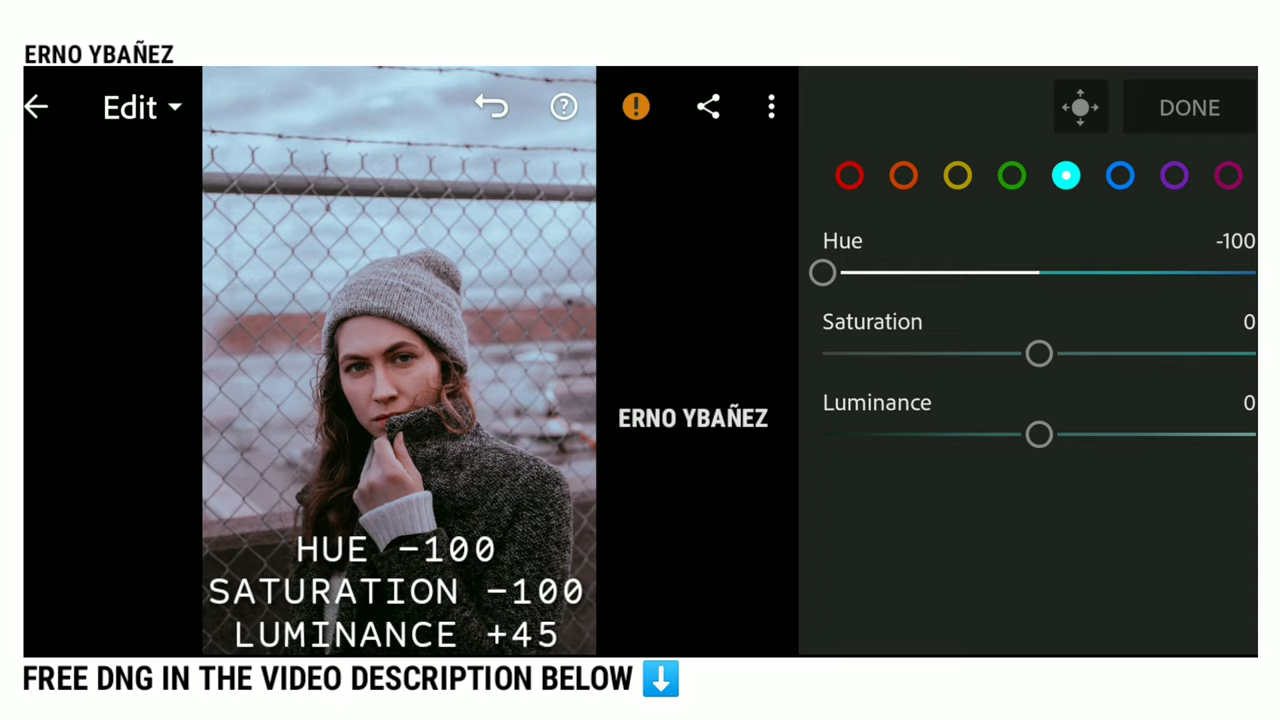 ERNO YBAÑEZ
Edit
DONE
Hue -100
Saturation 0
Luminance 0
ERNO YBAÑEZ
HUE -100
SATURATION -100
LUMINANCE +45
FREE DNG IN THE VIDEO DESCRIPTION BELOW